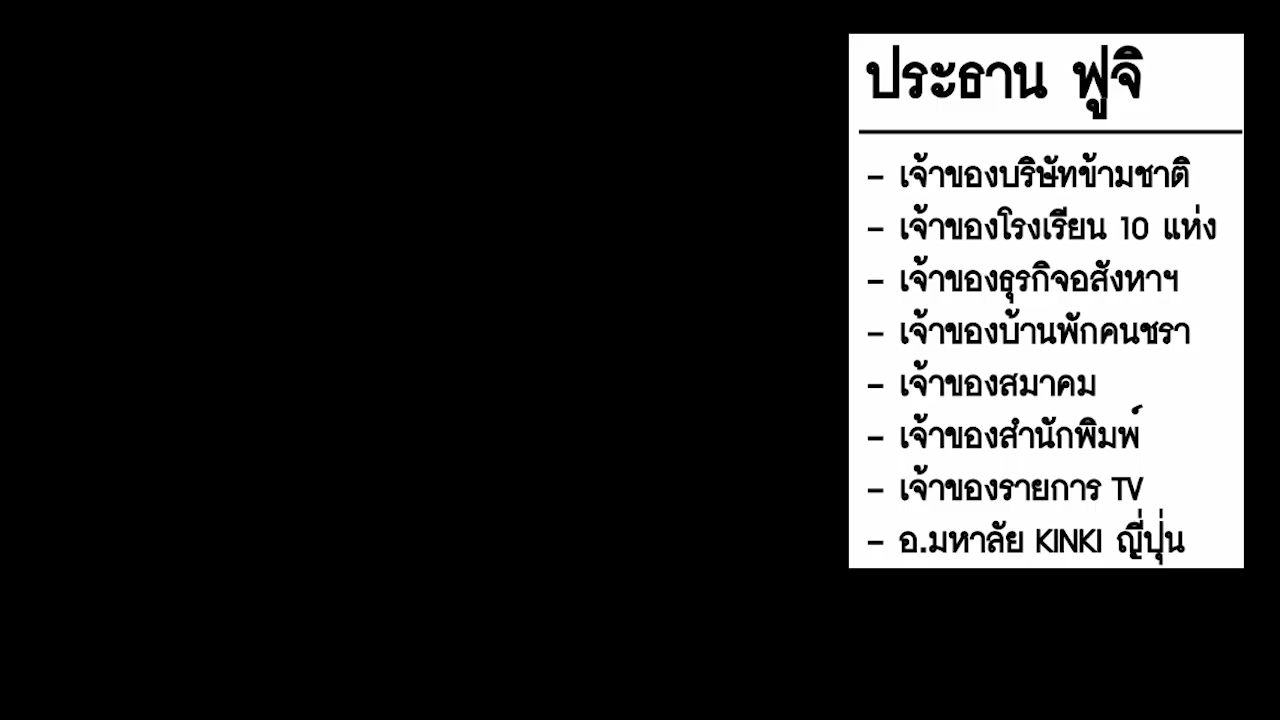 ประธาน ฟูจิ
- เจ้าของบริษัทข้ามชาติ
- เจ้าของโรงเรียน 10 แห่ง
- เจ้าของธุรกิจอสังหาฯ
- เจ้าของบ้านพักคนชรา
- เจ้าของสมาคม
- เจ้าของสำนักพิมพ์
- เจ้าของรายการ TV
- อ.มหาลัย KINKI ญี่ปุ่น